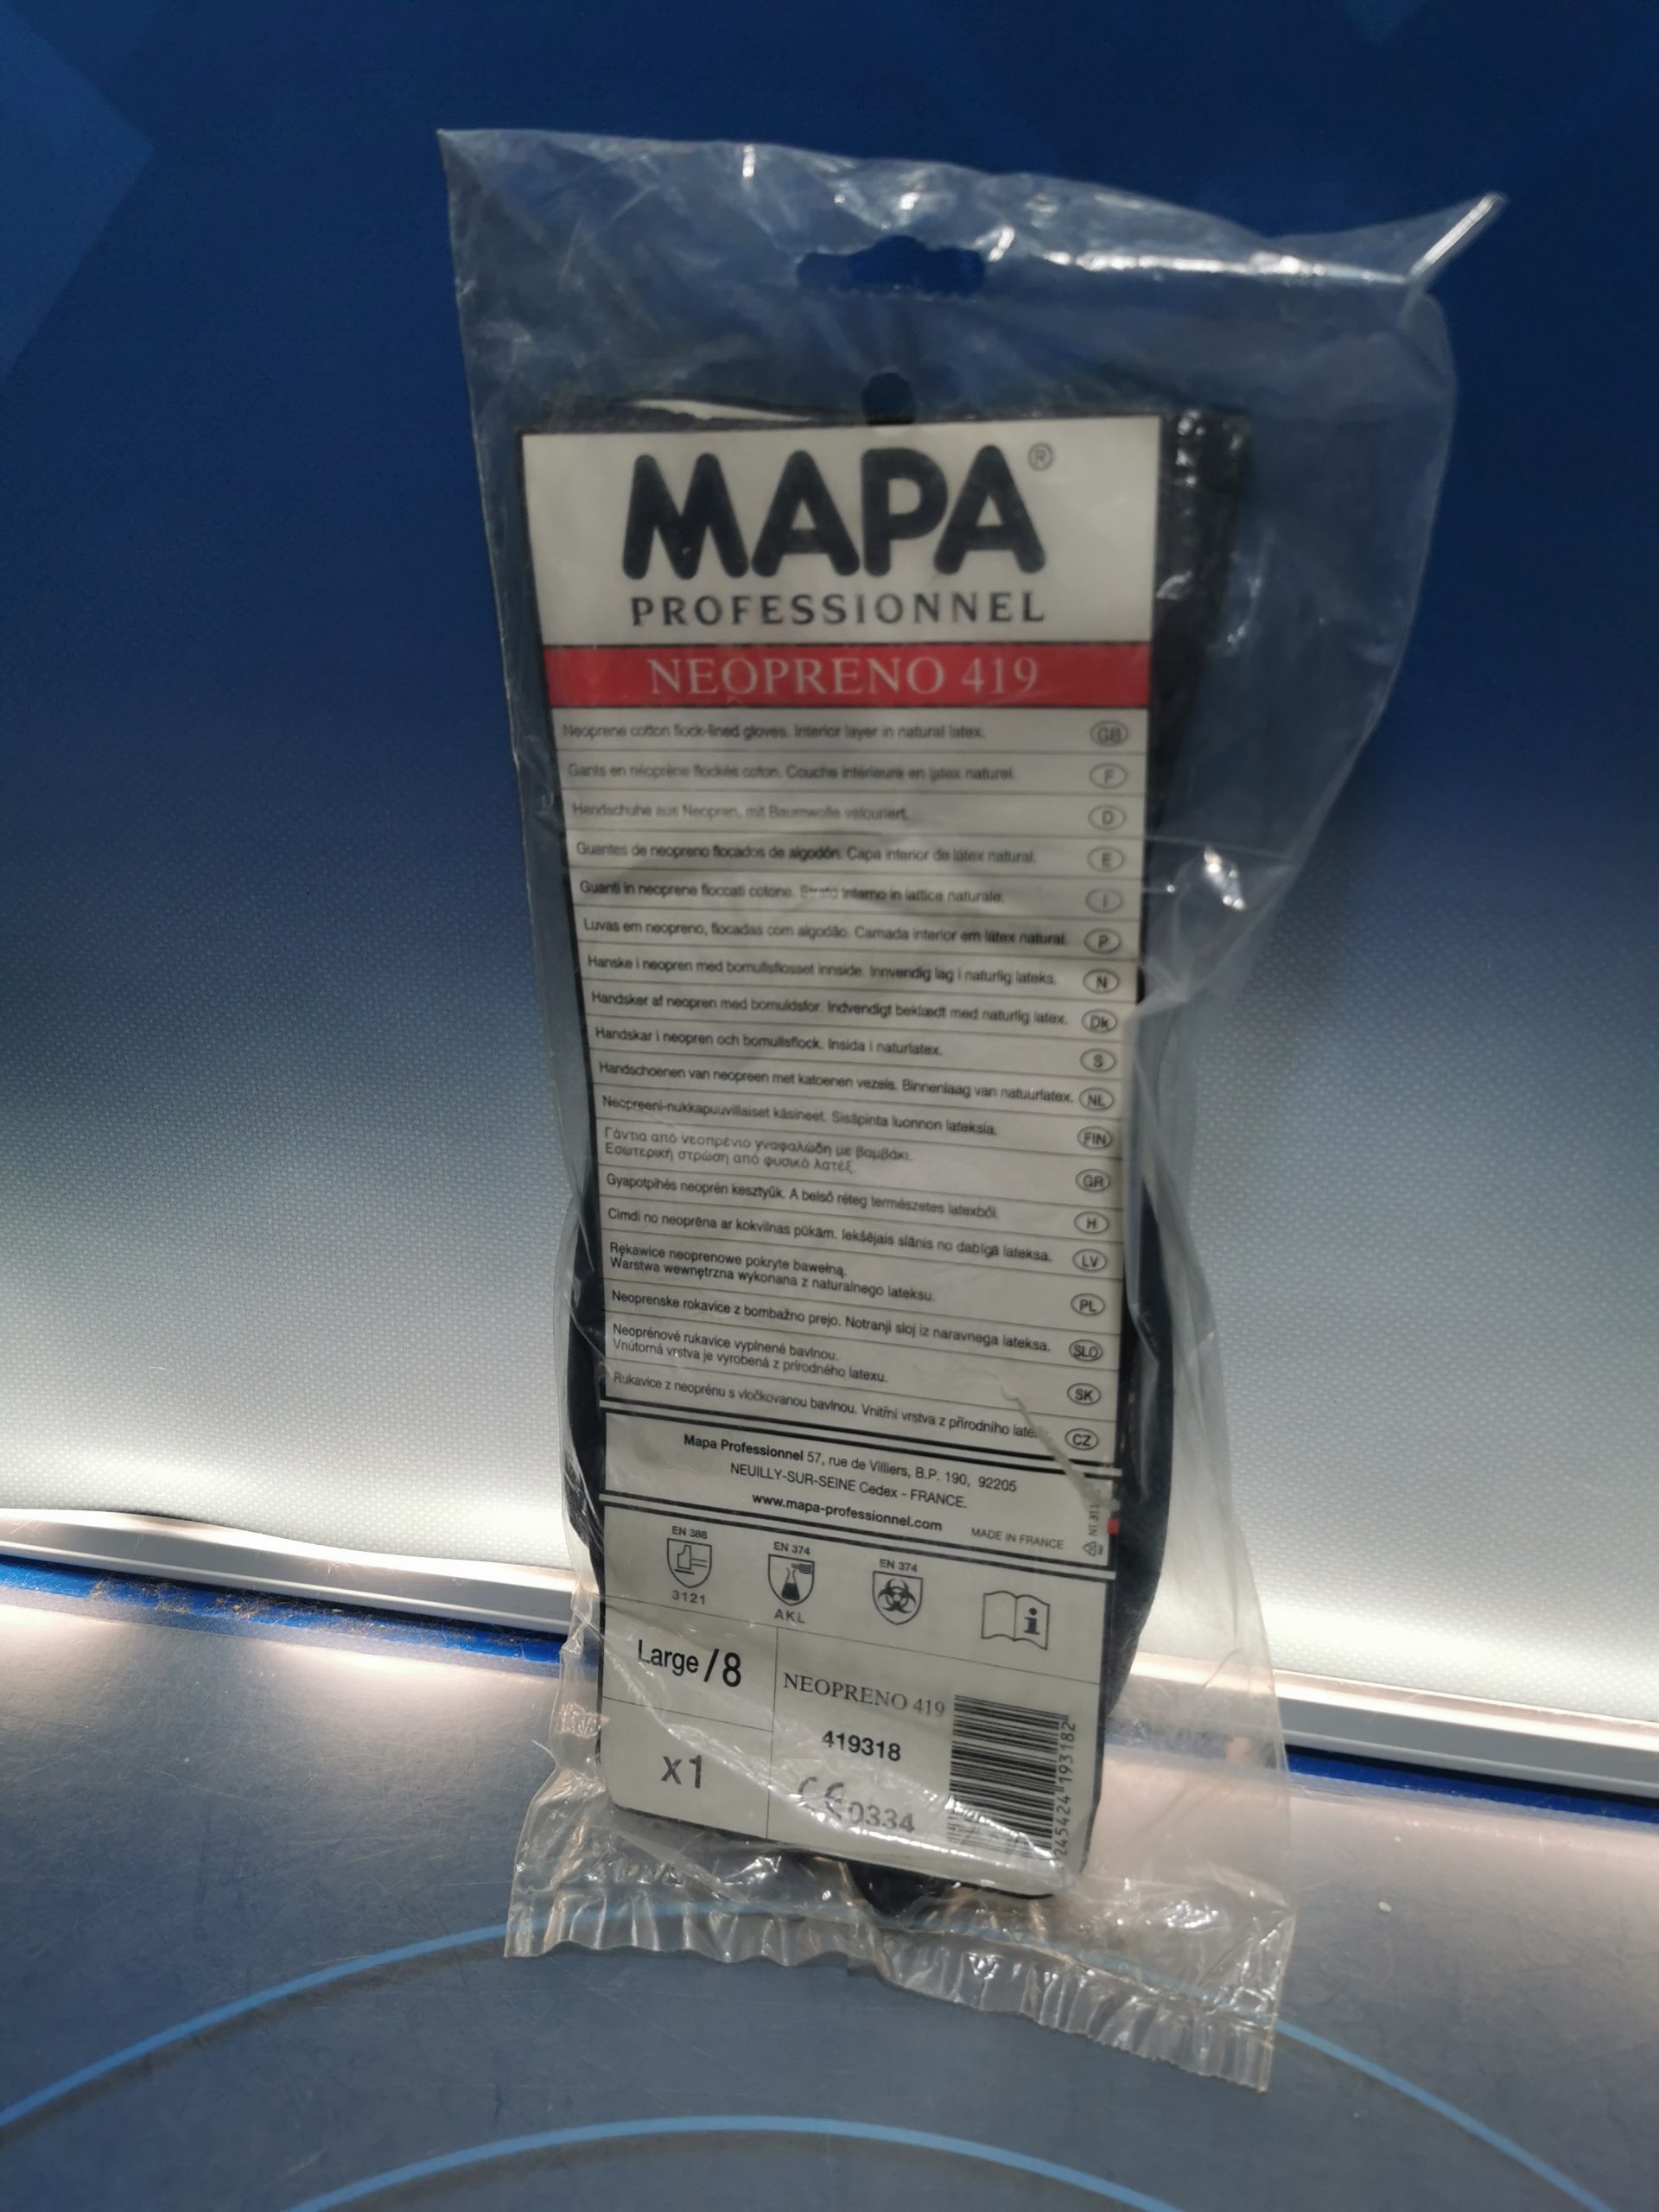 MAPA®
PROFESSIONNEL
NEOPRENO 419
Neoprene cotton flock-lined gloves. Interior layer in natural latex. GB
Gants en néoprène flockés coton. Couche intérieure en latex naturel. F
Handschuhe aus Neopren, mit Baumwolle velouriert. D
Guantes de neopreno flocados de algodón. Capa interior de látex natural. E
Guanti in neoprene floccati cotone. Strato interno in lattice naturale. I
Luvas em neopreno, flocadas com algodão. Camada interior em látex natural. P
Hanske i neopren med bomullsflosset innside. Innvendig lag i naturlig lateks. N
Handsker af neopren med bomuldsfor. Indvendigt beklædt med naturlig latex. Dk
Handskar i neopren och bomullsflock. Insida i naturlatex. S
Handschoenen van neopreen met katoenen vezels. Binnenlaag van natuurlatex. NL
Neopreeni-nukkapuuvillaiset käsineet. Sisäpinta luonnon lateksia. FIN
Γάντια από νεοπρένιο γναφαλώδη με βαμβάκι.
Εσωτερική στρώση από φυσικό λατέξ. GR
Gyapotpihés neoprén kesztyűk. A belső réteg természetes latexből. H
Cimdi no neoprēna ar kokvilnas pūkām. Iekšējais slānis no dabīgā lateksa. LV
Rękawice neoprenowe pokryte bawełną.
Warstwa wewnętrzna wykonana z naturalnego lateksu. PL
Neoprenske rokavice z bombažno prejo. Notranji sloj iz naravnega lateksa. SLO
Neoprénové rukavice vyplnené bavlnou.
Vnútorná vrstva je vyrobená z prírodného latexu. SK
Rukavice z neoprénu s vločkovanou bavlnou. Vnitřní vrstva z přírodního late CZ
Mapa Professionnel 57, rue de Villiers, B.P. 190, 92205
NEUILLY-SUR-SEINE Cedex - FRANCE.
www.mapa-professionnel.com
MADE IN FRANCE
EN 388
EN 374
EN 374
3121
AKL
Large/8
NEOPRENO 419
419318
x1
CE 0334
245424 193182